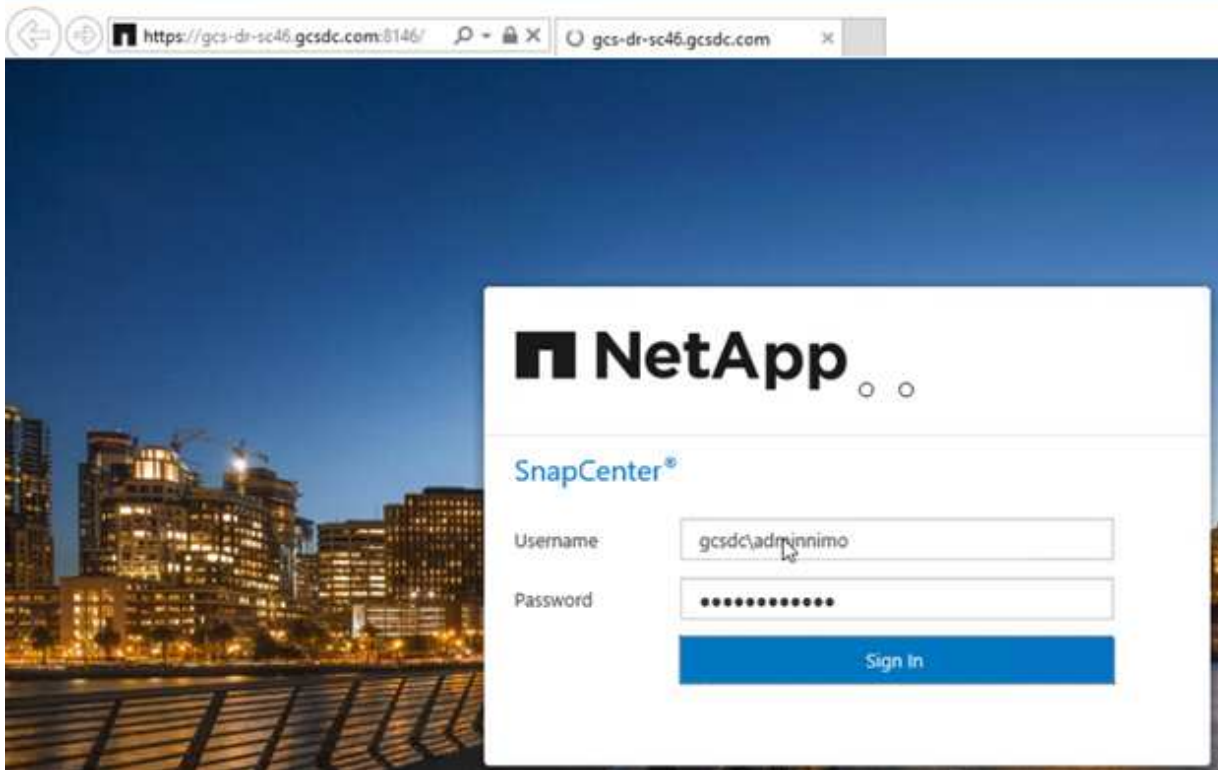 https://gcs-dr-sc46.gcsdc.com:8146/ gcs-dr-sc46.gcsdc.com
NetApp
SnapCenter®
Username gcsdc\adminnimo
Password
Sign In